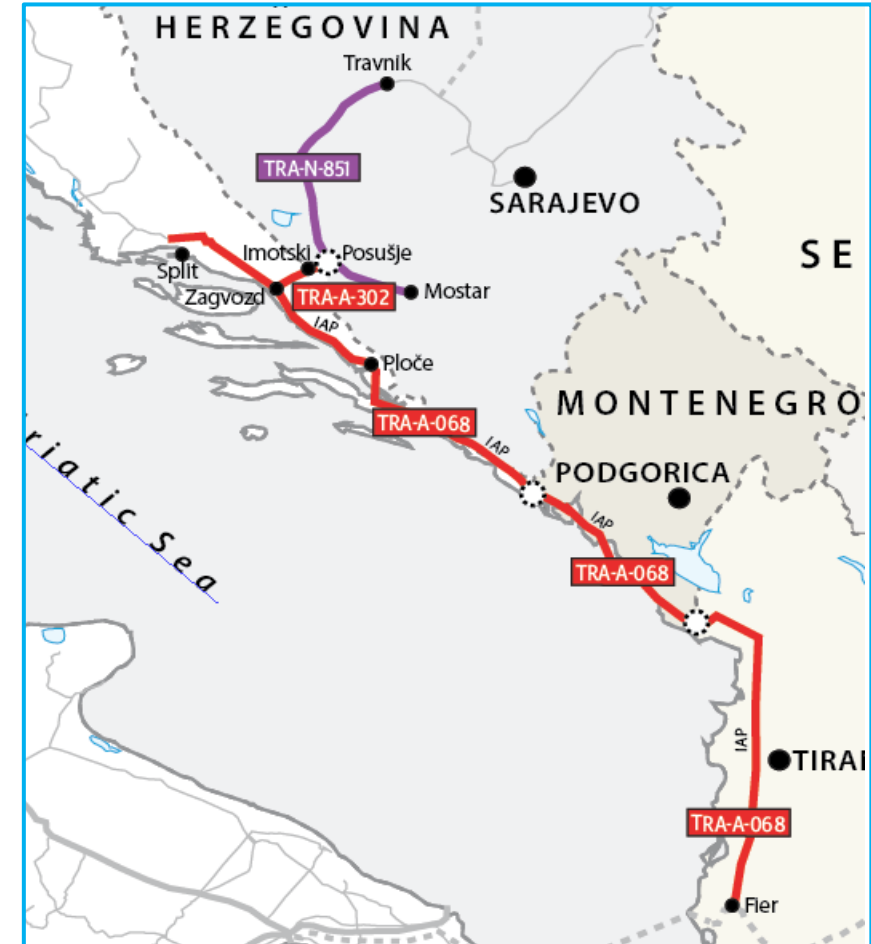 HERZEGOVINA
Travnik
TRA-N-851
SARAJEVO
SE
Imotski
Posušje
Split
Zagvozd
TRA-A-302
Mostar
IAP
Ploče
MONTENEGRO
TRA-A-068
IAP
PODGORICA
IAP
riatic Sea
TRA-A-068
IAP
TIRA
TRA-A-068
Fier